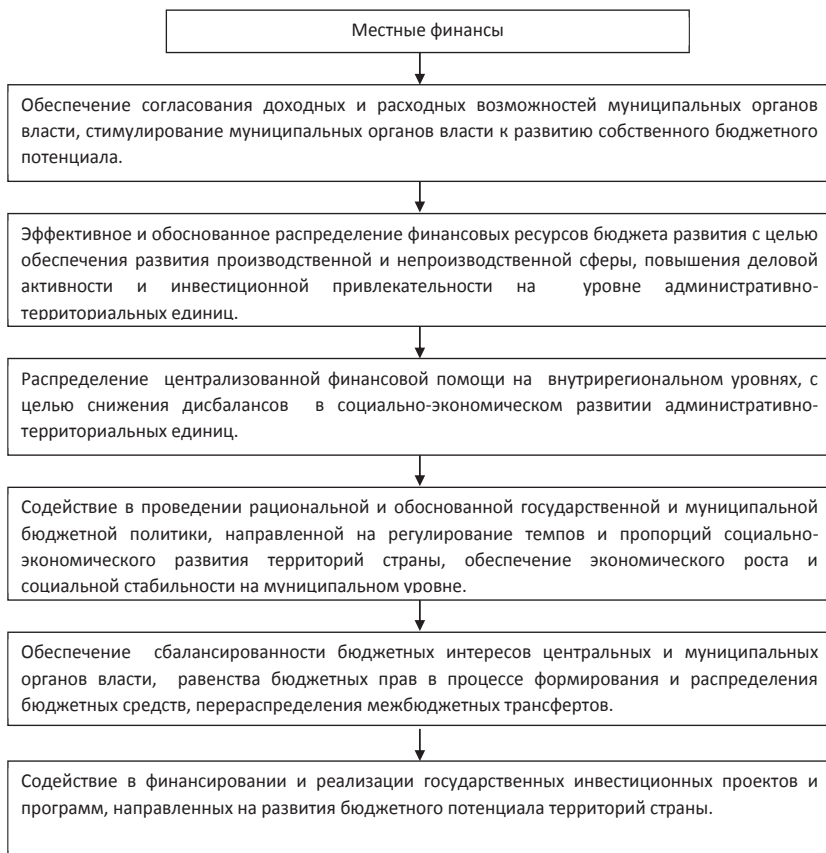 Местные финансы
Обеспечение согласования доходных и расходных возможностей муниципальных органов
власти, стимулирование муниципальных органов власти к развитию собственного бюджетного
потенциала.
Эффективное и обоснованное распределение финансовых ресурсов бюджета развития с целью
обеспечения развития производственной и непроизводственной сферы, повышения деловой
активности и инвестиционной привлекательности на уровне административно-
территориальных единиц.
Распределение централизованной финансовой помощи на внутрирегиональном уровнях, с
целью снижения дисбалансов в социально-экономическом развитии административно-
территориальных единиц.
Содействие в проведении рациональной и обоснованной государственной и муниципальной
бюджетной политики, направленной на регулирование темпов и пропорций социально-
экономического развития территорий страны, обеспечение экономического роста и
социальной стабильности на муниципальном уровне.
Обеспечение сбалансированности бюджетных интересов центральных и муниципальных
органов власти, равенства бюджетных прав в процессе формирования и распределения
бюджетных средств, перераспределения межбюджетных трансфертов.
Содействие в финансировании и реализации государственных инвестиционных проектов и
программ, направленных на развития бюджетного потенциала территорий страны.